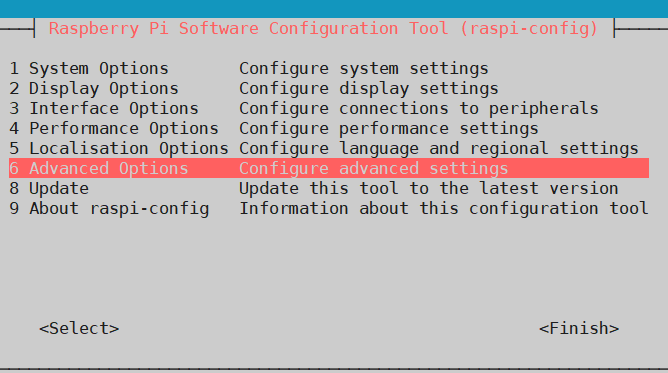 Raspberry Pi Software Configuration Tool (raspi-config)
1 System Options Configure system settings
2 Display Options Configure display settings
3 Interface Options Configure connections to peripherals
4 Performance Options Configure performance settings
5 Localisation Options Configure language and regional settings
6 Advanced Options Configure advanced settings
8 Update Update this tool to the latest version
9 About raspi-config Information about this configuration tool
<Select> <Finish>